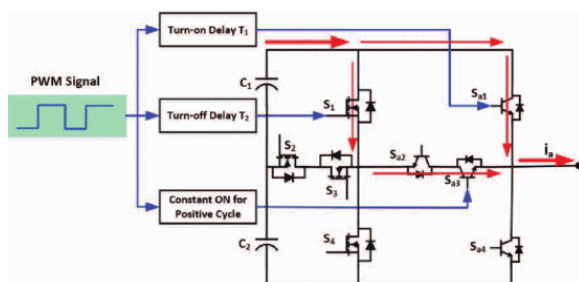 Turn-on Delay T1
PWM Signal
C1
S1
Sa1
Turn-off Delay T2
S2
Sa2
ia
S3
Sa3
Constant ON for
Positive Cycle
C2
S4
Sa4